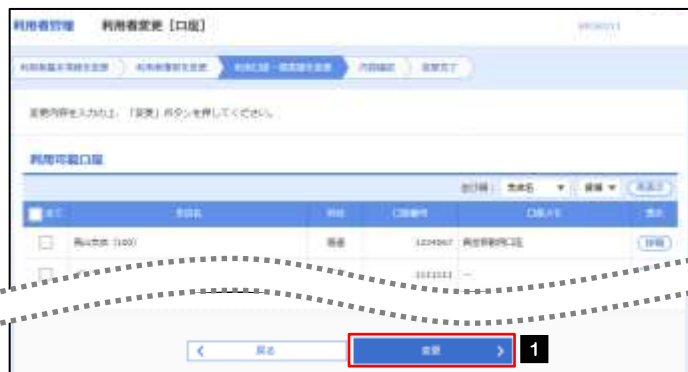 利用者管理 利用者変更［口座］
利用者基本情報を変更 利用者権限を変更 利用口座・限度額を変更 内容確認 変更完了
変更内容を入力の上、「変更」ボタンを押してください。
利用可能口座
並び順： 支店名 昇順 再表示
全て 支店名 科目 口座番号 口座メモ 表示
青山支店（100） 普通 1234567 資金移動用口座 詳細
1111111 －
戻る 変更 1